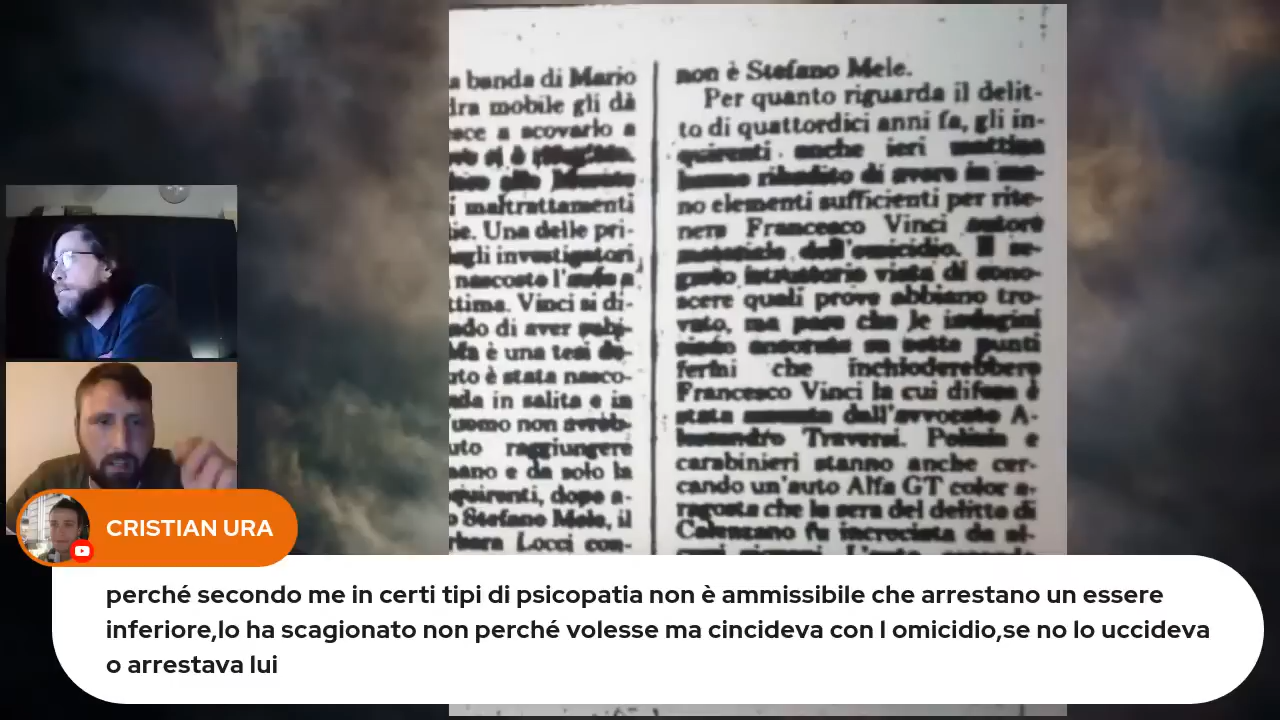 a banda di Mario
dra mobile gli dà
sce a scovarlo a
i maltrattamenti
ie. Una delle pri-
agli investigatori
nascosto l'auto a
ttima. Vinci si di-
ndo di aver subi-
Ma è una tesi de-
uto è stata nasco-
da in salita e in
uomo non avreb-
uto raggiungere
mano e da solo la
quirenti, dopo a-
o Stefano Mele, il
rbara Locci con-
non è Stefano Mele.
Per quanto riguarda il delit-
to di quattordici anni fa, gli in-
quirenti anche ieri mattina
hanno ribadito di avere in ma-
no elementi sufficienti per rite-
nere Francesco Vinci autore
materiale dell'omicidio. Il se-
greto istruttorio vieta di cono-
scere quali prove abbiano tro-
vato, ma pare che le indagini
siano ancorate su sette punti
fermi che inchioderebbero
Francesco Vinci la cui difesa è
stata assunta dall'avvocato A-
lessandro Traversi. Polizia e
carabinieri stanno anche cer-
cando un'auto Alfa GT color a-
ragosta che la sera del delitto di
Calenzano fu incrociata da al-
CRISTIAN URA
perché secondo me in certi tipi di psicopatia non è ammissibile che arrestano un essere
inferiore,lo ha scagionato non perché volesse ma cincideva con l omicidio,se no lo uccideva
o arrestava lui